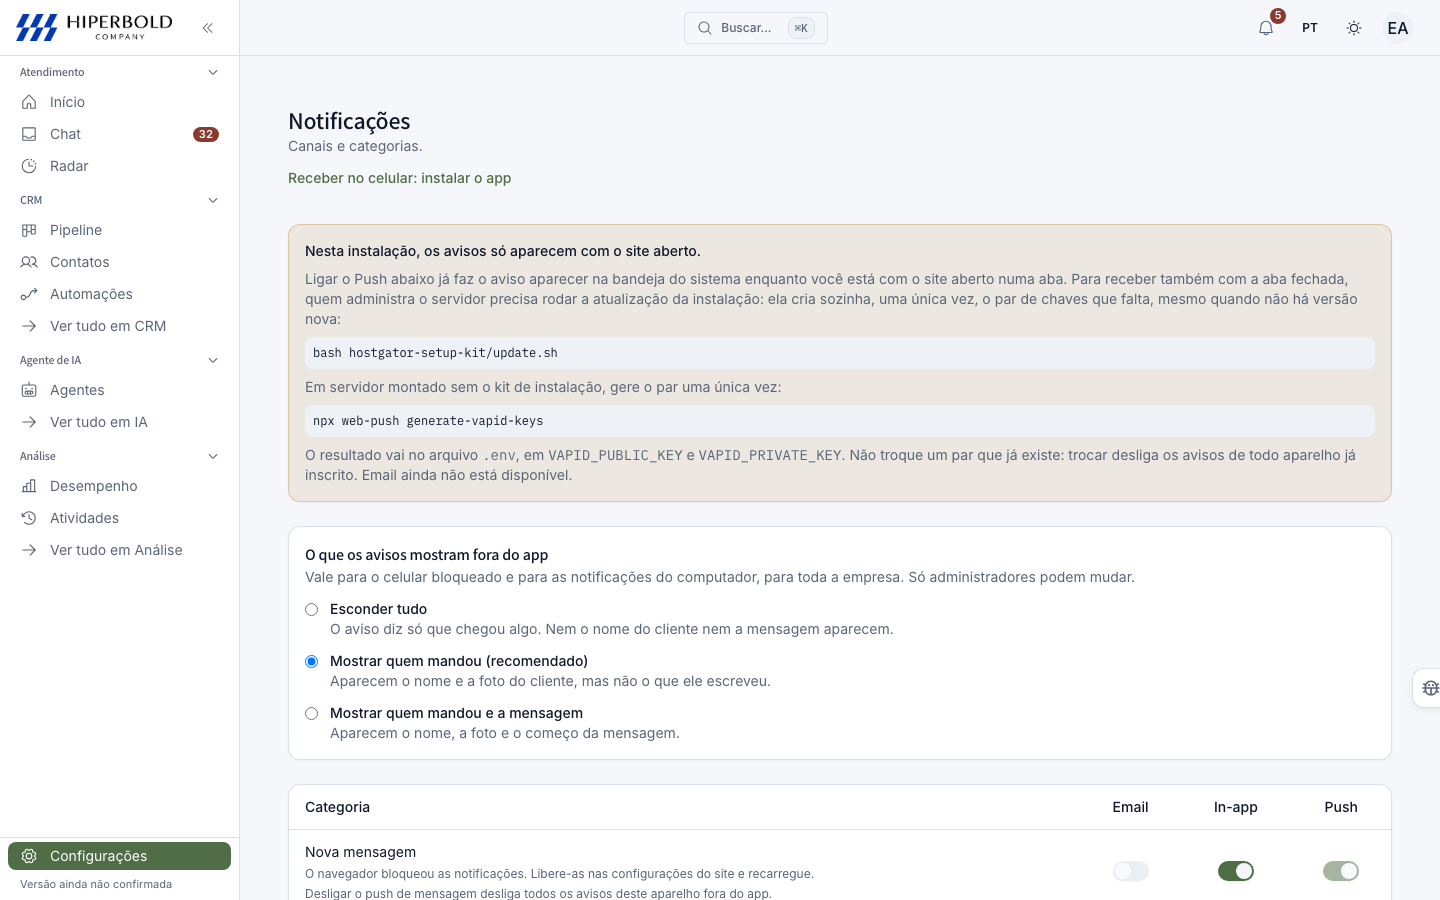 HIPERBOLD
COMPANY
Buscar...
⌘K
5
PT
EA
Atendimento
Início
Chat
32
Radar
CRM
Pipeline
Contatos
Automações
Ver tudo em CRM
Agente de IA
Agentes
Ver tudo em IA
Análise
Desempenho
Atividades
Ver tudo em Análise
Configurações
Versão ainda não confirmada
Notificações
Canais e categorias.
Receber no celular: instalar o app
Nesta instalação, os avisos só aparecem com o site aberto.
Ligar o Push abaixo já faz o aviso aparecer na bandeja do sistema enquanto você está com o site aberto numa aba. Para receber também com a aba fechada,
quem administra o servidor precisa rodar a atualização da instalação: ela cria sozinha, uma única vez, o par de chaves que falta, mesmo quando não há versão
nova:
bash hostgator-setup-kit/update.sh
Em servidor montado sem o kit de instalação, gere o par uma única vez:
npx web-push generate-vapid-keys
O resultado vai no arquivo .env, em VAPID_PUBLIC_KEY e VAPID_PRIVATE_KEY. Não troque um par que já existe: trocar desliga os avisos de todo aparelho já
inscrito. Email ainda não está disponível.
O que os avisos mostram fora do app
Vale para o celular bloqueado e para as notificações do computador, para toda a empresa. Só administradores podem mudar.
Esconder tudo
O aviso diz só que chegou algo. Nem o nome do cliente nem a mensagem aparecem.
Mostrar quem mandou (recomendado)
Aparecem o nome e a foto do cliente, mas não o que ele escreveu.
Mostrar quem mandou e a mensagem
Aparecem o nome, a foto e o começo da mensagem.
Categoria
Email
In-app
Push
Nova mensagem
O navegador bloqueou as notificações. Libere-as nas configurações do site e recarregue.
Desligar o push de mensagem desliga todos os avisos deste aparelho fora do app.